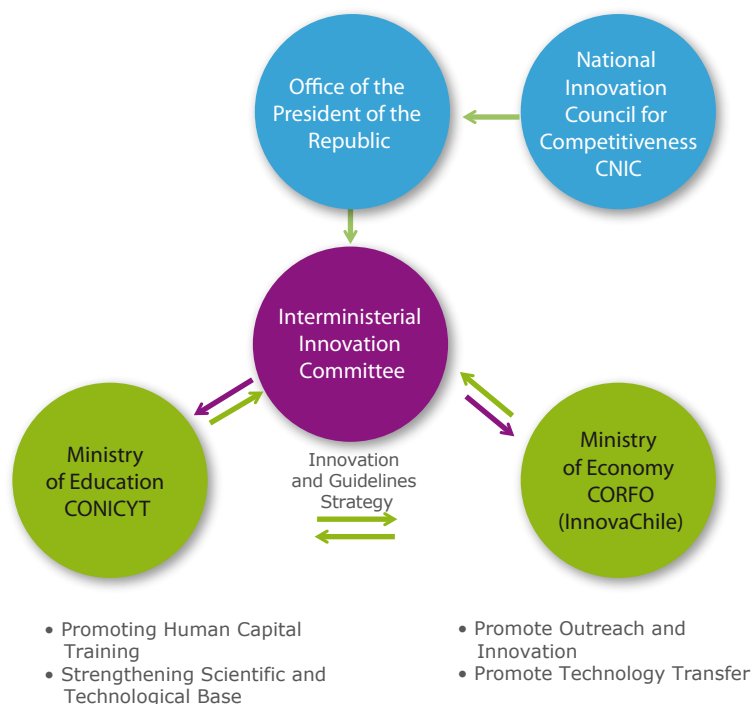 Office of the
President of the
Republic
National
Innovation
Council for
Competitiveness
CNIC
Interministerial
Innovation
Committee
Ministry
of Education
CONICYT
Innovation
and Guidelines
Strategy
Ministry
of Economy
CORFO
(InnovaChile)
• Promoting Human Capital
Training
• Strengthening Scientific and
Technological Base
• Promote Outreach and
Innovation
• Promote Technology Transfer